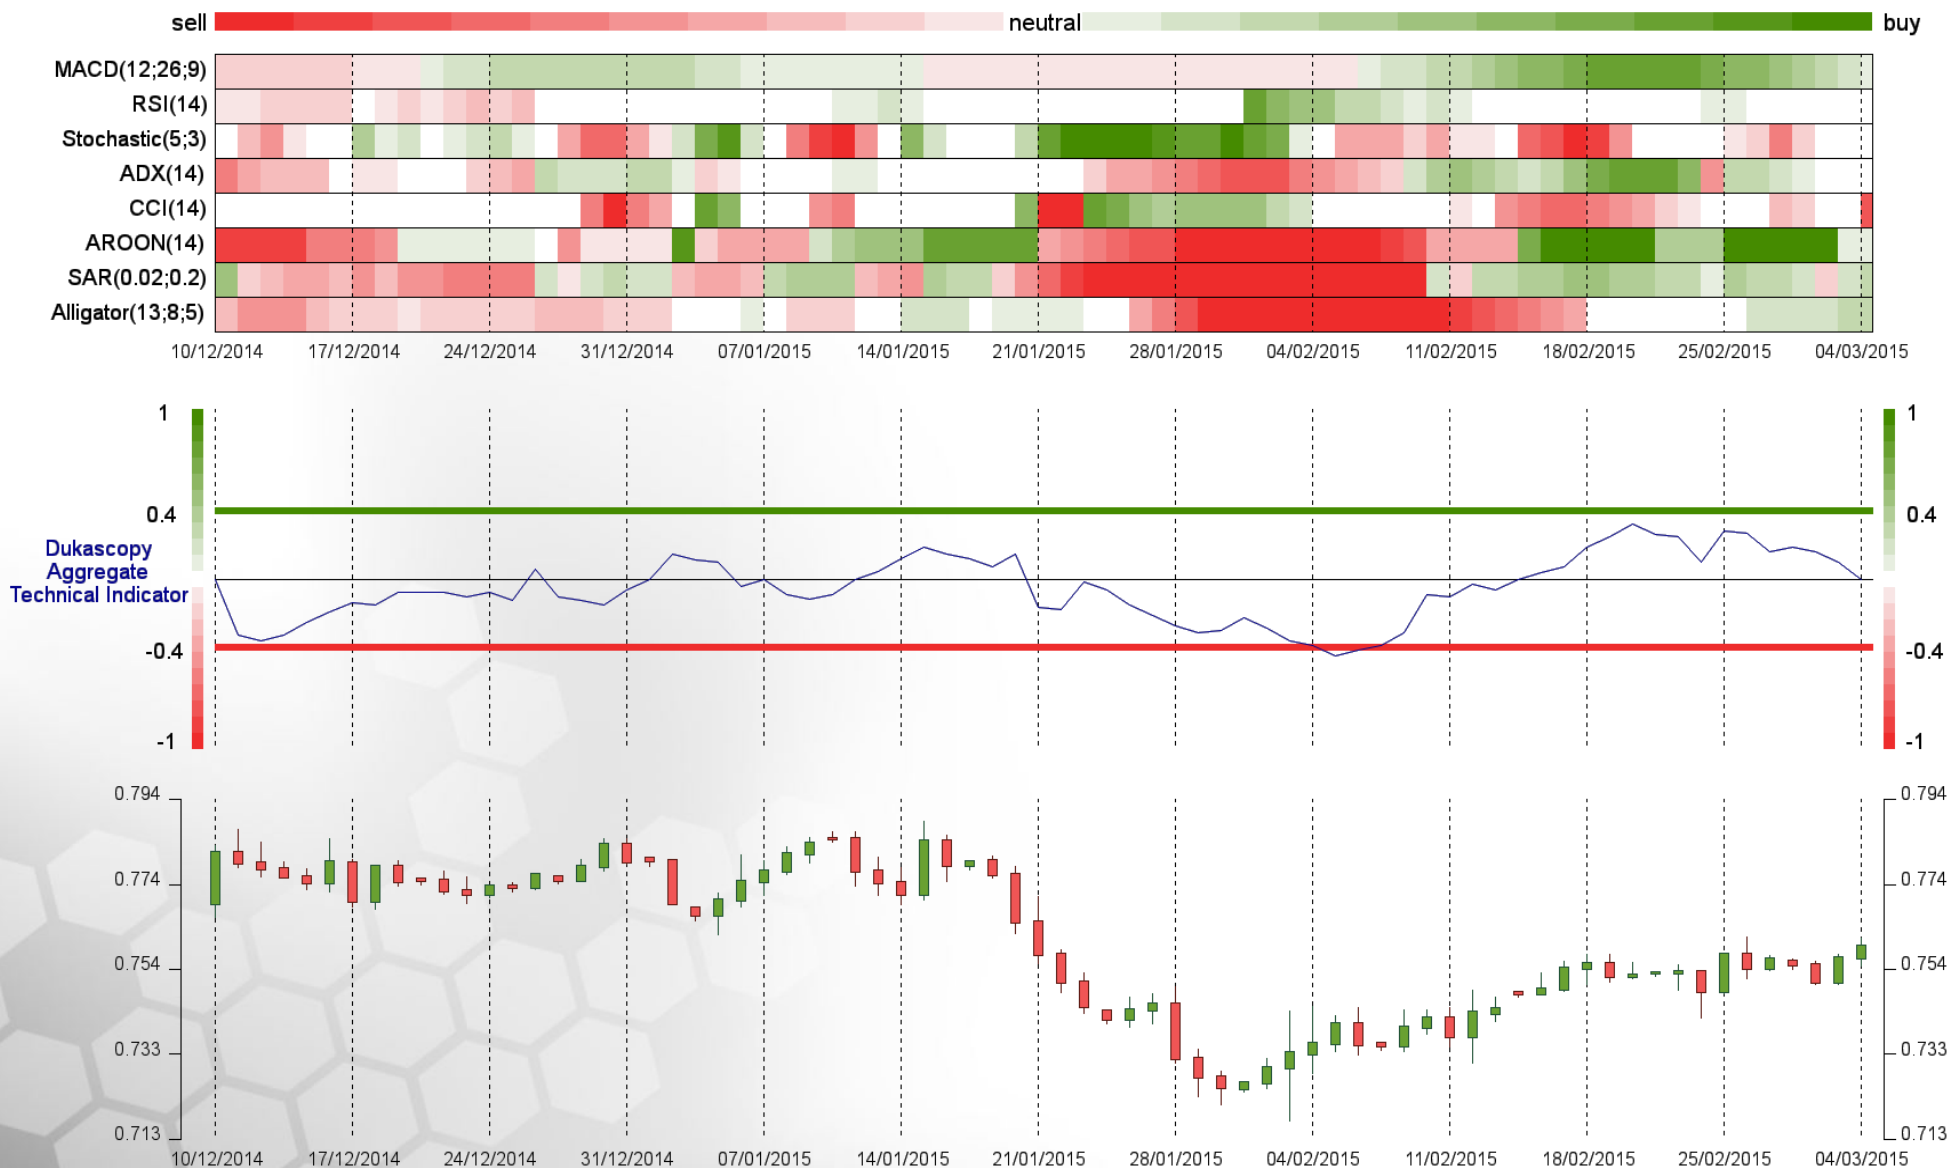 sell neutral buy
MACD(12;26;9)
RSI(14)
Stochastic(5;3)
ADX(14)
CCI(14)
AROON(14)
SAR(0.02;0.2)
Alligator(13;8;5)
10/12/2014 17/12/2014 24/12/2014 31/12/2014 07/01/2015 14/01/2015 21/01/2015 28/01/2015 04/02/2015 11/02/2015 18/02/2015 25/02/2015 04/03/2015
1 1
0.4 0.4
Dukascopy
Aggregate
Technical Indicator
-0.4 -0.4
-1 -1
0.794 0.794
0.774 0.774
0.754 0.754
0.733 0.733
0.713 0.713
10/12/2014 17/12/2014 24/12/2014 31/12/2014 07/01/2015 14/01/2015 21/01/2015 28/01/2015 04/02/2015 11/02/2015 18/02/2015 25/02/2015 04/03/2015